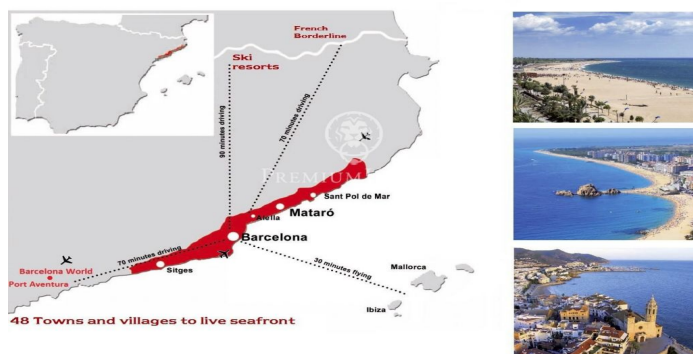 French
Borderline
Ski
resorts
90 minutes driving
70 minutes driving
PREMIUM
Sant Pol de Mar
Mataró
Alella
Barcelona
70 minutes driving
Barcelona World
Port Aventura
Sitges
30 minutes flying
Mallorca
Ibiza
48 Towns and villages to live seafront